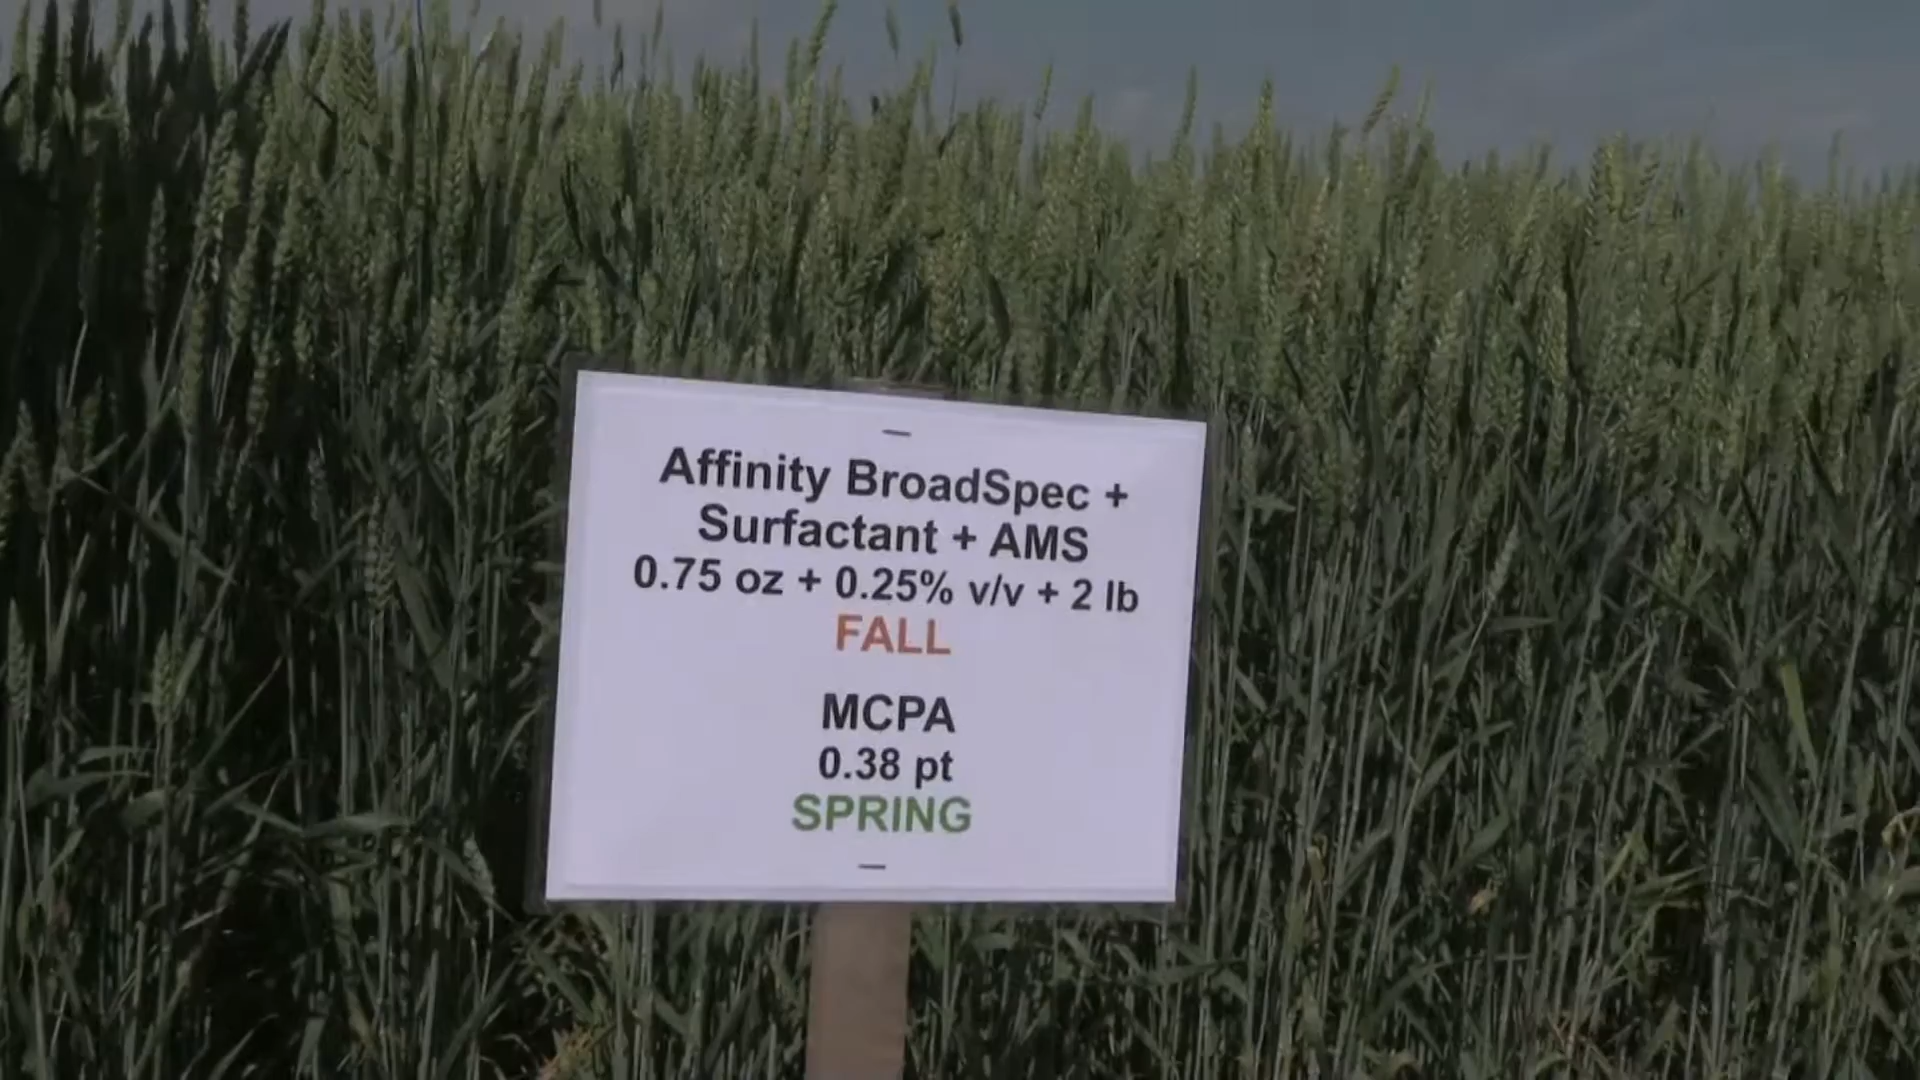 Affinity BroadSpec +
Surfactant + AMS
0.75 oz + 0.25% v/v + 2 lb
FALL
MCPA
0.38 pt
SPRING